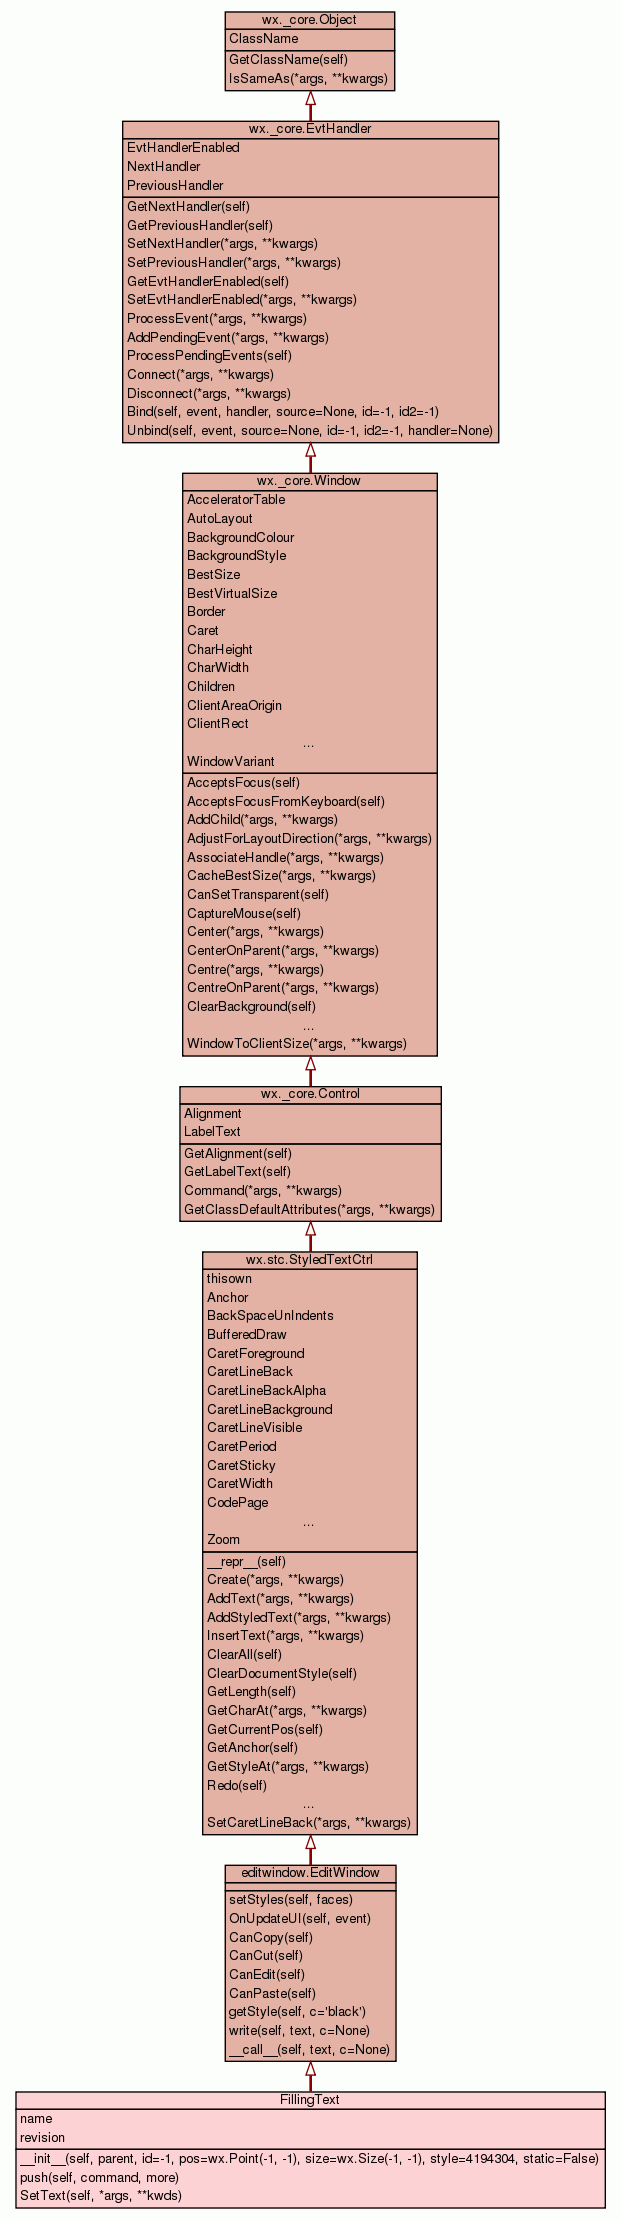 wx._core.Object
ClassName
GetClassName(self)
IsSameAs(*args, **kwargs)
wx._core.EvtHandler
EvtHandlerEnabled
NextHandler
PreviousHandler
GetNextHandler(self)
GetPreviousHandler(self)
SetNextHandler(*args, **kwargs)
SetPreviousHandler(*args, **kwargs)
GetEvtHandlerEnabled(self)
SetEvtHandlerEnabled(*args, **kwargs)
ProcessEvent(*args, **kwargs)
AddPendingEvent(*args, **kwargs)
ProcessPendingEvents(self)
Connect(*args, **kwargs)
Disconnect(*args, **kwargs)
Bind(self, event, handler, source=None, id=-1, id2=-1)
Unbind(self, event, source=None, id=-1, id2=-1, handler=None)
wx._core.Window
AcceleratorTable
AutoLayout
BackgroundColour
BackgroundStyle
BestSize
BestVirtualSize
Border
Caret
CharHeight
CharWidth
Children
ClientAreaOrigin
ClientRect
...
WindowVariant
AcceptsFocus(self)
AcceptsFocusFromKeyboard(self)
AddChild(*args, **kwargs)
AdjustForLayoutDirection(*args, **kwargs)
AssociateHandle(*args, **kwargs)
CacheBestSize(*args, **kwargs)
CanSetTransparent(self)
CaptureMouse(self)
Center(*args, **kwargs)
CenterOnParent(*args, **kwargs)
Centre(*args, **kwargs)
CentreOnParent(*args, **kwargs)
ClearBackground(self)
...
WindowToClientSize(*args, **kwargs)
wx._core.Control
Alignment
LabelText
GetAlignment(self)
GetLabelText(self)
Command(*args, **kwargs)
GetClassDefaultAttributes(*args, **kwargs)
wx.stc.StyledTextCtrl
thisown
Anchor
BackSpaceUnIndents
BufferedDraw
CaretForeground
CaretLineBack
CaretLineBackAlpha
CaretLineBackground
CaretLineVisible
CaretPeriod
CaretSticky
CaretWidth
CodePage
...
Zoom
__repr__(self)
Create(*args, **kwargs)
AddText(*args, **kwargs)
AddStyledText(*args, **kwargs)
InsertText(*args, **kwargs)
ClearAll(self)
ClearDocumentStyle(self)
GetLength(self)
GetCharAt(*args, **kwargs)
GetCurrentPos(self)
GetAnchor(self)
GetStyleAt(*args, **kwargs)
Redo(self)
...
SetCaretLineBack(*args, **kwargs)
editwindow.EditWindow
setStyles(self, faces)
OnUpdateUI(self, event)
CanCopy(self)
CanCut(self)
CanEdit(self)
CanPaste(self)
getStyle(self, c='black')
write(self, text, c=None)
__call__(self, text, c=None)
FillingText
name
revision
__init__(self, parent, id=-1, pos=wx.Point(-1, -1), size=wx.Size(-1, -1), style=4194304, static=False)
push(self, command, more)
SetText(self, *args, **kwds)